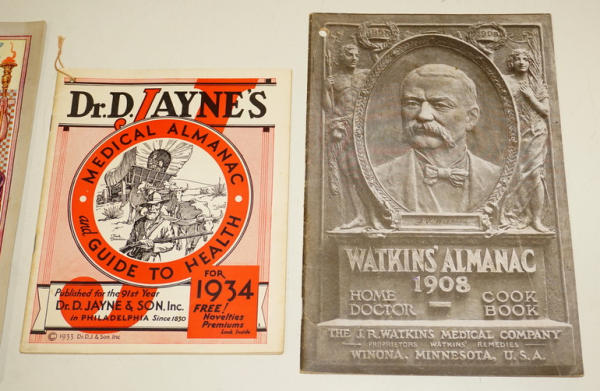 Dr. D. JAYNE'S
MEDICAL ALMANAC
and GUIDE TO HEALTH
FOR
1934
FREE!
Novelties
Premiums
Look Inside
Published for the 91st Year
Dr. D. JAYNE & SON, Inc.
in PHILADELPHIA Since 1850
© 1933 Dr. D.J. & Son. Inc
1868
1908
WATKINS' ALMANAC
1908
HOME DOCTOR — COOK BOOK
THE J. R. WATKINS MEDICAL COMPANY
PROPRIETORS WATKINS' REMEDIES
WINONA, MINNESOTA, U. S. A.